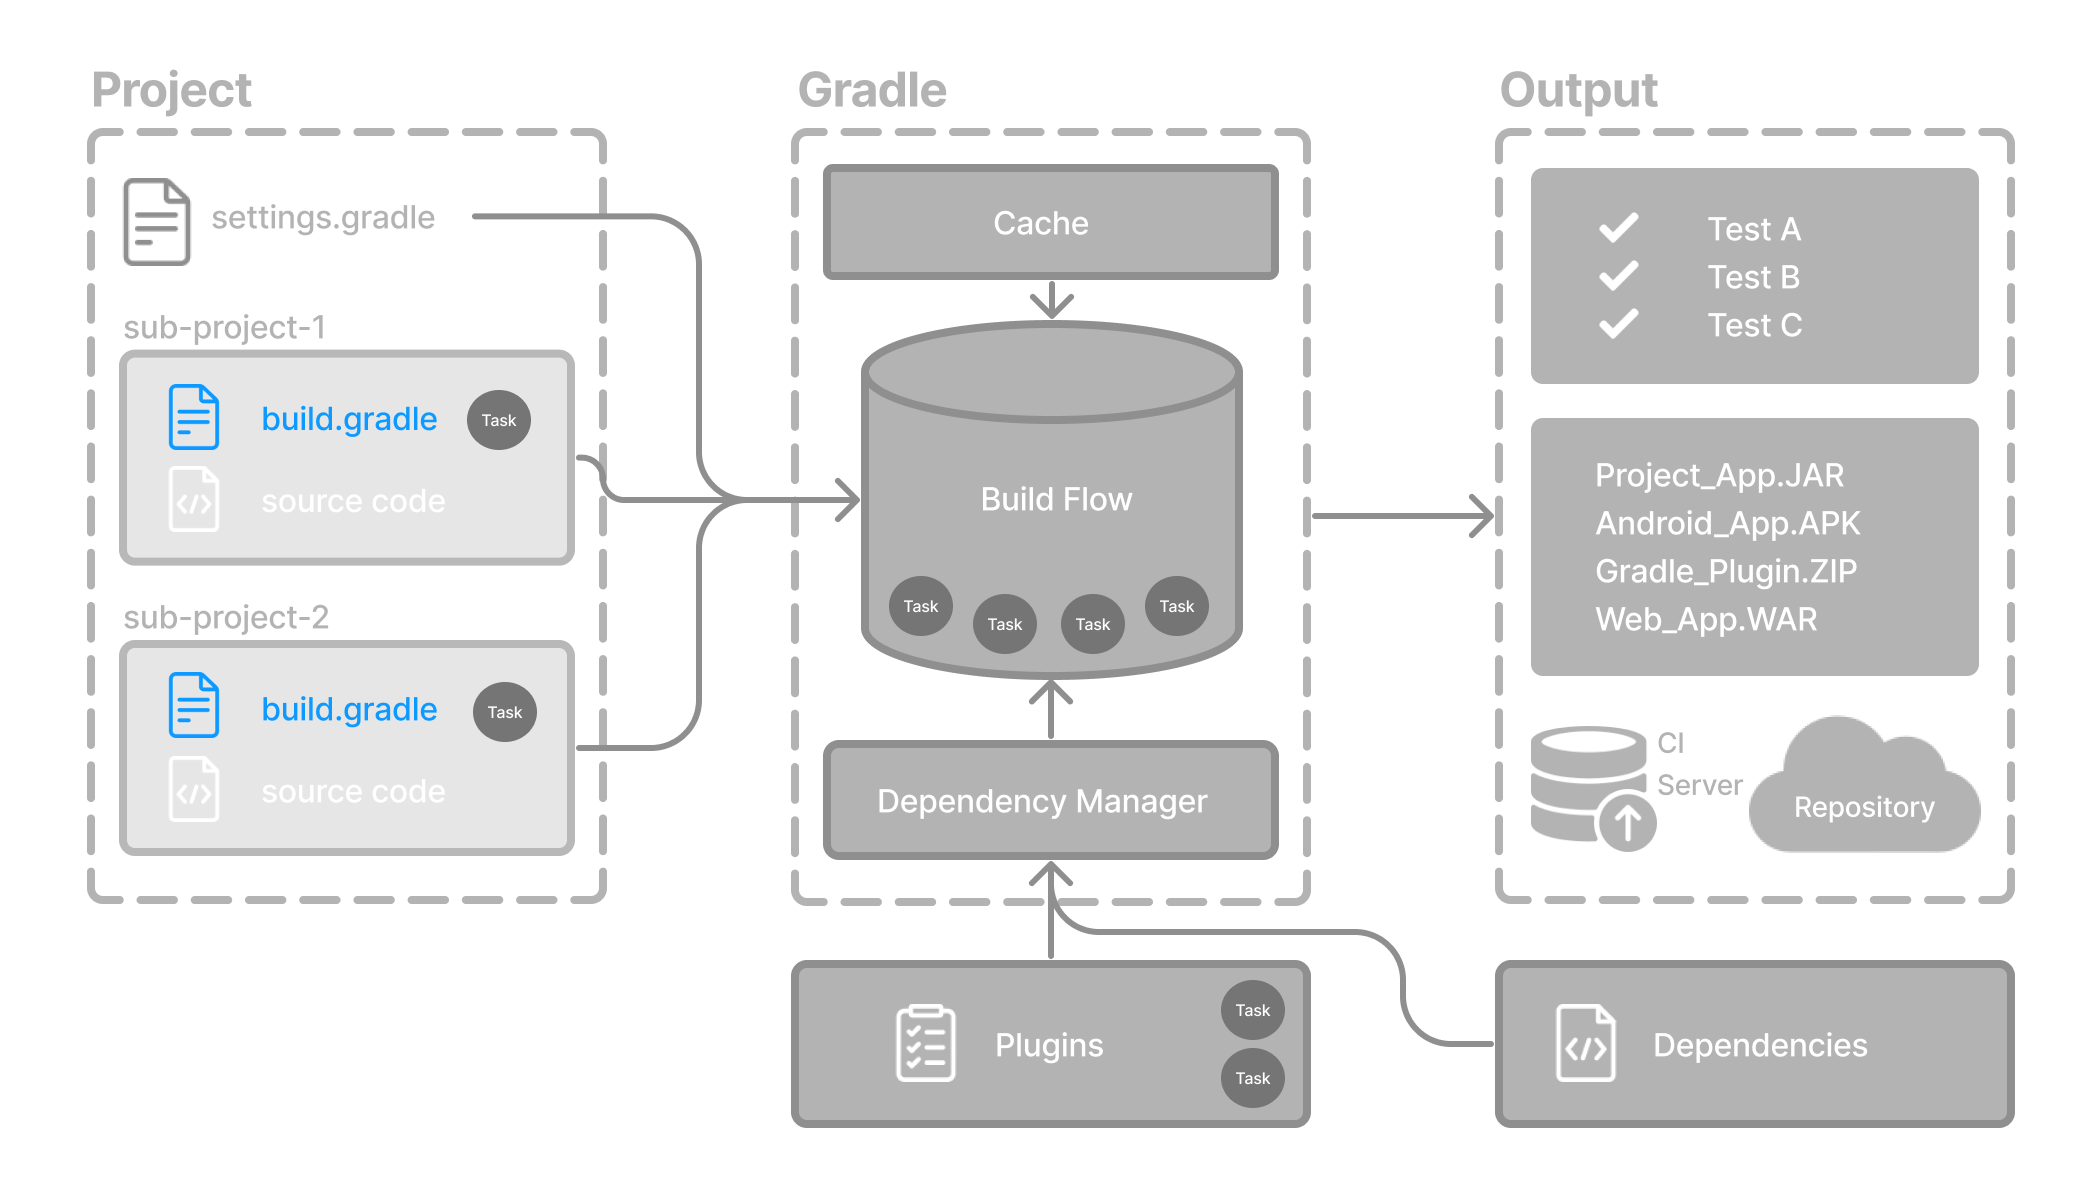 Project
settings.gradle
sub-project-1
build.gradle
Task
source code
sub-project-2
build.gradle
Task
source code
Gradle
Cache
Build Flow
Task
Task
Task
Task
Dependency Manager
Plugins
Task
Task
Output
Test A
Test B
Test C
Project_App.JAR
Android_App.APK
Gradle_Plugin.ZIP
Web_App.WAR
CI
Server
Repository
Dependencies